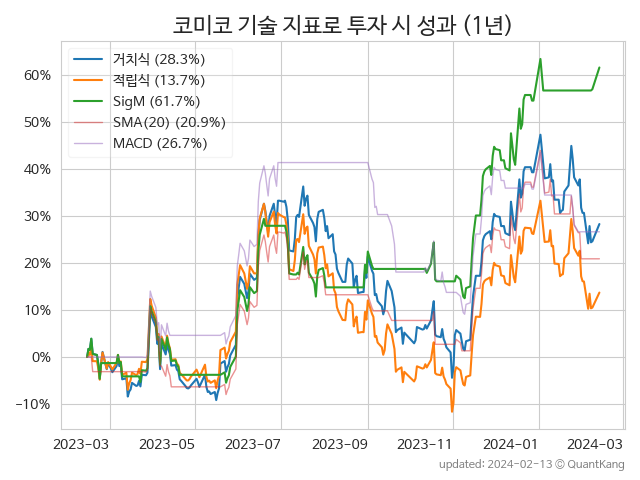 코미코 기술 지표로 투자 시 성과 (1년)
거치식 (28.3%)
적립식 (13.7%)
SigM (61.7%)
SMA(20) (20.9%)
MACD (26.7%)
60%
50%
40%
30%
20%
10%
0%
−10%
2023-03 2023-05 2023-07 2023-09 2023-11 2024-01 2024-03
updated: 2024-02-13 ⓒ QuantKang